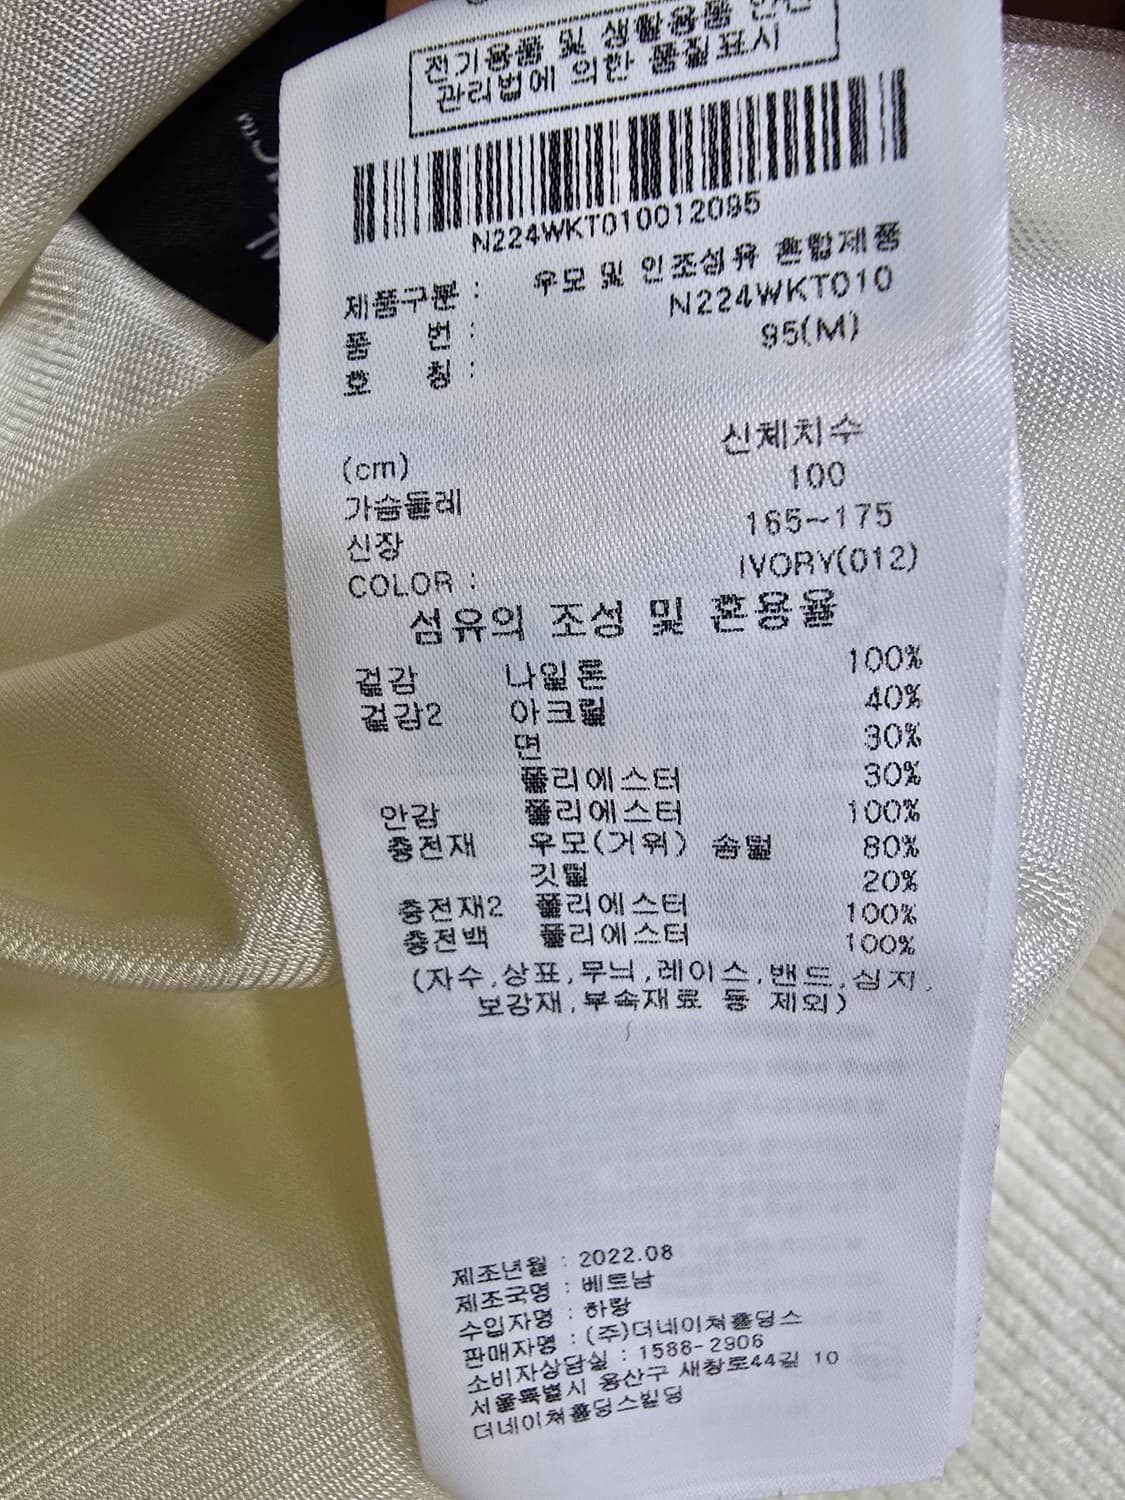 전기용품 및 생활용품 안전
관리법에 의한 품질표시
N224WKT010012095
제품구분 : 우모 및 인조섬유 혼합제품
품 번 : N224WKT010
호 칭 : 95(M)
(cm) 신체치수
가슴둘레 100
신장 165~175
COLOR : IVORY(012)
섬유의 조성 및 혼용율
겉감 나일론 100%
겉감2 아크릴 40%
면 30%
폴리에스터 30%
안감 폴리에스터 100%
충전재 우모(거위) 솜털 80%
깃털 20%
충전재2 폴리에스터 100%
충전백 폴리에스터 100%
(자수,상표,무늬,레이스,밴드,심지,
보강재,부속재료 등 제외)
제조년월 : 2022.08
제조국명 : 베트남
수입자명 : 하랑
판매자명 : (주)더네이쳐홀딩스
소비자상담실 : 1588-2906
서울특별시 용산구 새창로44길 10
더네이쳐홀딩스빌딩